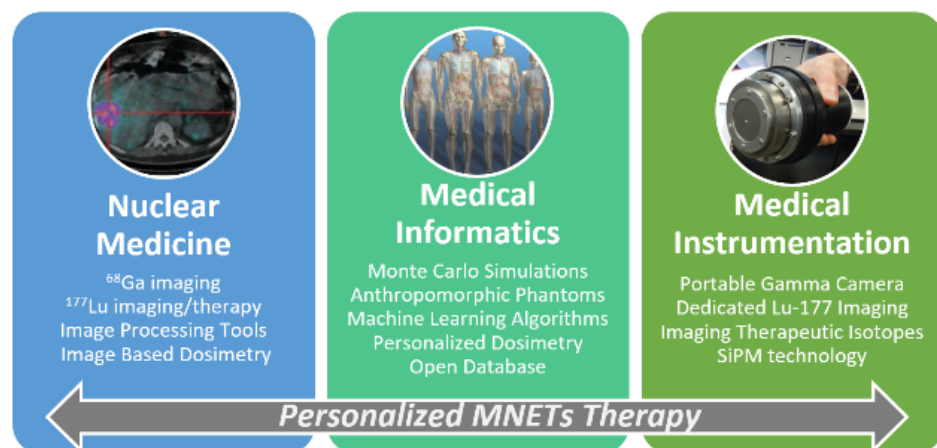 Nuclear
Medicine
⁶⁸Ga imaging
¹⁷⁷Lu imaging/therapy
Image Processing Tools
Image Based Dosimetry
Medical
Informatics
Monte Carlo Simulations
Anthropomorphic Phantoms
Machine Learning Algorithms
Personalized Dosimetry
Open Database
Medical
Instrumentation
Portable Gamma Camera
Dedicated Lu-177 Imaging
Imaging Therapeutic Isotopes
SiPM technology
Personalized MNETs Therapy